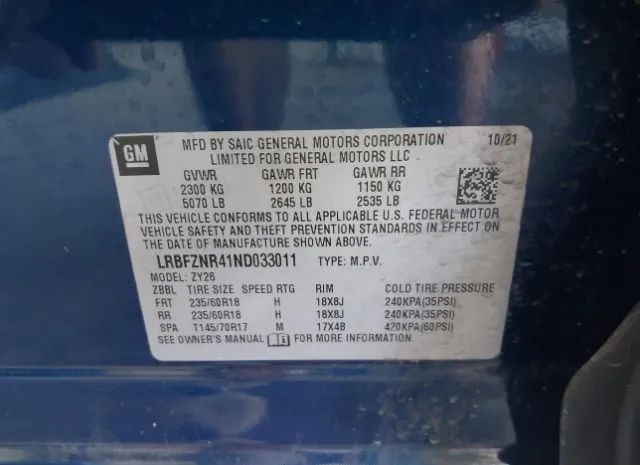 GM
MFD BY SAIC GENERAL MOTORS CORPORATION 10/21
LIMITED FOR GENERAL MOTORS LLC
GVWR GAWR FRT GAWR RR
2300 KG 1200 KG 1150 KG
5070 LB 2645 LB 2535 LB
THIS VEHICLE CONFORMS TO ALL APPLICABLE U.S. FEDERAL MOTOR
VEHICLE SAFETY AND THEFT PREVENTION STANDARDS IN EFFECT ON
THE DATE OF MANUFACTURE SHOWN ABOVE.
LRBFZNR41ND033011 TYPE: M.P.V.
MODEL: ZY26
ZBBL TIRE SIZE SPEED RTG RIM COLD TIRE PRESSURE
FRT 235/60R18 H 18X8J 240KPA(35PSI)
RR 235/60R18 H 18X8J 240KPA(35PSI)
SPA T145/70R17 M 17X4B 420KPA(60PSI)
SEE OWNER'S MANUAL FOR MORE INFORMATION.